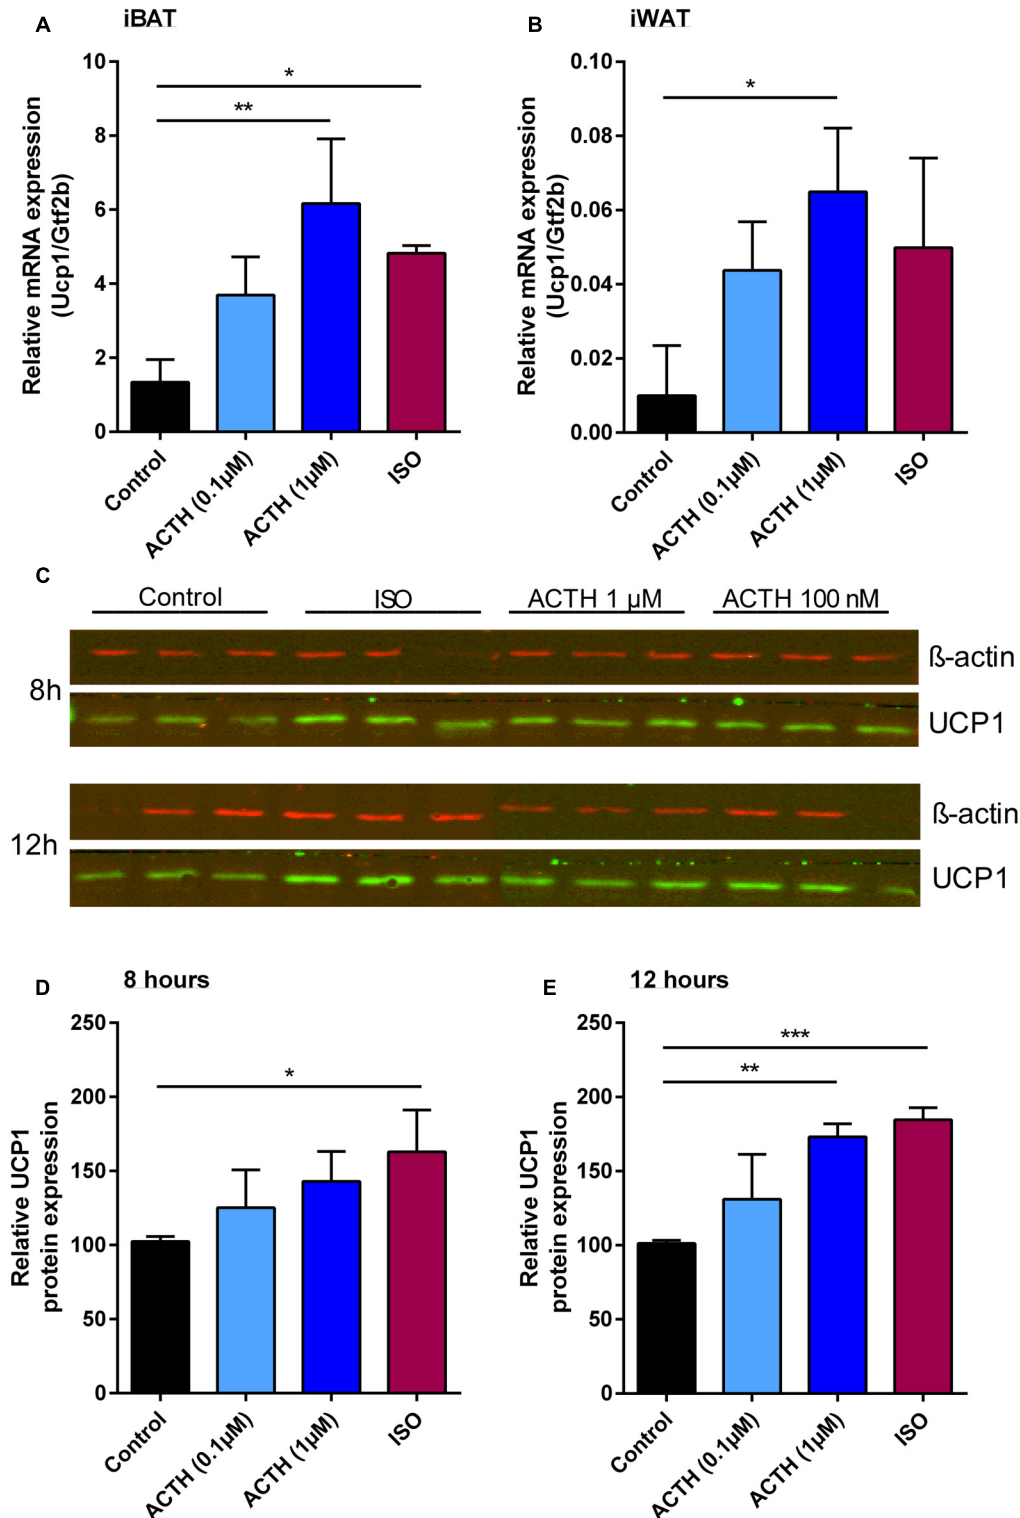 A iBAT
Relative mRNA expression
(Ucp1/Gtf2b)
10
8
6
4
2
0
*
**
Control
ACTH (0.1µM)
ACTH (1µM)
ISO
B iWAT
Relative mRNA expression
(Ucp1/Gtf2b)
0.10
0.08
0.06
0.04
0.02
0.00
*
Control
ACTH (0.1µM)
ACTH (1µM)
ISO
C
Control ISO ACTH 1 µM ACTH 100 nM
8h
ß-actin
UCP1
12h
ß-actin
UCP1
D 8 hours
Relative UCP1
protein expression
250
200
150
100
50
0
*
Control
ACTH (0.1µM)
ACTH (1µM)
ISO
E 12 hours
Relative UCP1
protein expression
250
200
150
100
50
0
***
**
Control
ACTH (0.1µM)
ACTH (1µM)
ISO